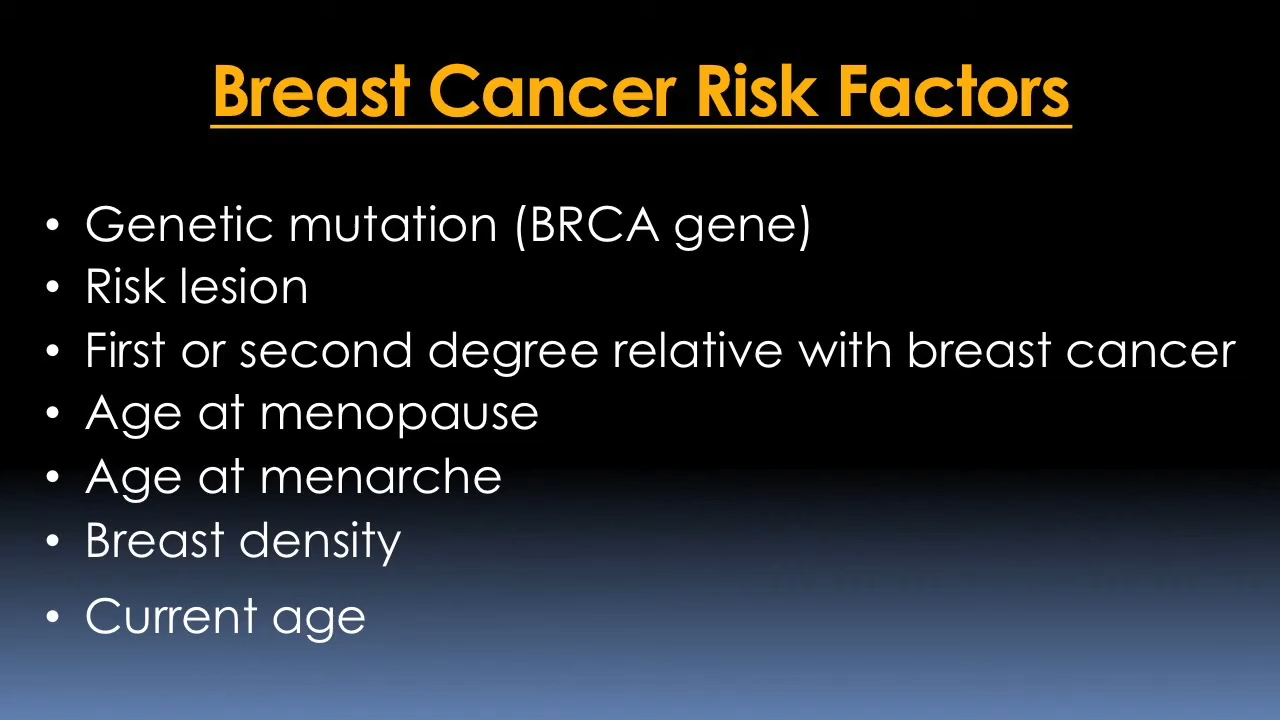 Breast Cancer Risk Factors
• Genetic mutation (BRCA gene)
• Risk lesion
• First or second degree relative with breast cancer
• Age at menopause
• Age at menarche
• Breast density
• Current age